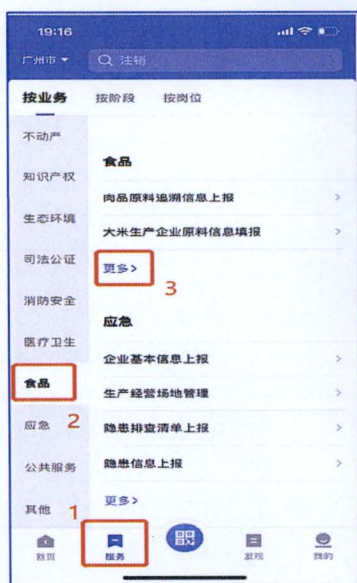 19:16
广州市
注销
按业务 按阶段 按岗位
不动产
知识产权
生态环境
司法公证
消防安全
医疗卫生
食品
应急
公共服务
其他
食品
肉品原料追溯信息上报
大米生产企业原料信息填报
更多>
3
应急
企业基本信息上报
生产经营场地管理
隐患排查清单上报
隐患信息上报
更多>
2
1
首页
服务
发现
我的